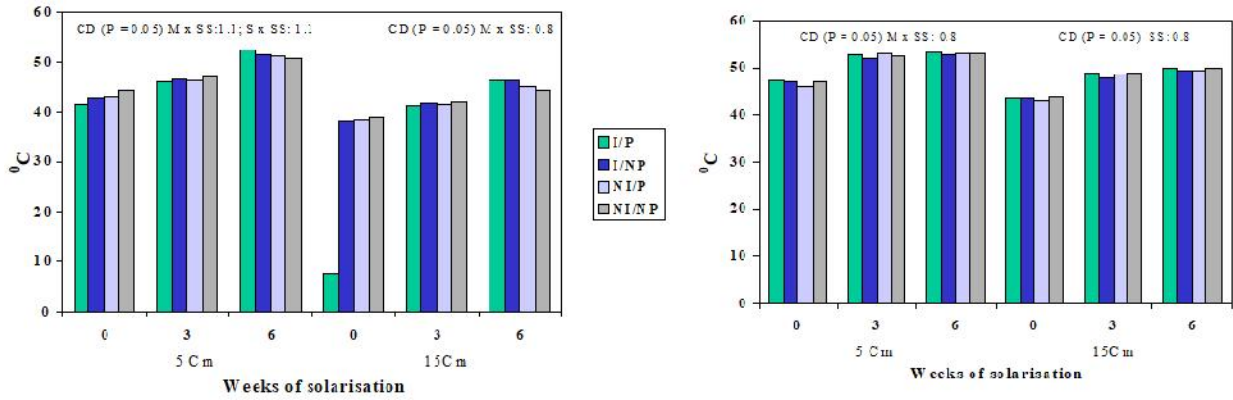 CD (P = 0.05) M x SS:1.1; S x SS: 1.1
CD (P = 0.05) M x SS: 0.8
60
50
40
30
20
10
0
0C
0 3 6 0 3 6
5 Cm 15Cm
Weeks of solarisation
I/P
I/NP
NI/P
NI/NP
CD (P = 0.05) M x SS: 0.8
CD (P = 0.05) SS: 0.8
60
50
40
30
20
10
0
0C
0 3 6 0 3 6
5 Cm 15Cm
Weeks of solarisation